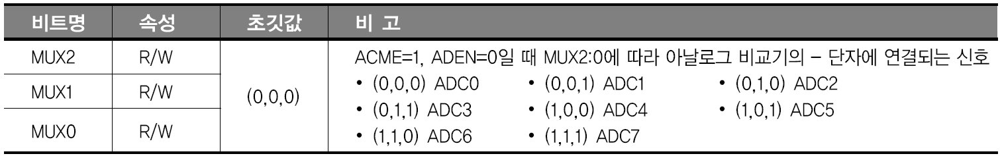 비트명 속성 초깃값 비 고
MUX2 R/W ACME=1, ADEN=0일 때 MUX2:0에 따라 아날로그 비교기의 - 단자에 연결되는 신호
MUX1 R/W (0,0,0) • (0,0,0) ADC0 • (0,0,1) ADC1 • (0,1,0) ADC2
• (0,1,1) ADC3 • (1,0,0) ADC4 • (1,0,1) ADC5
MUX0 R/W • (1,1,0) ADC6 • (1,1,1) ADC7